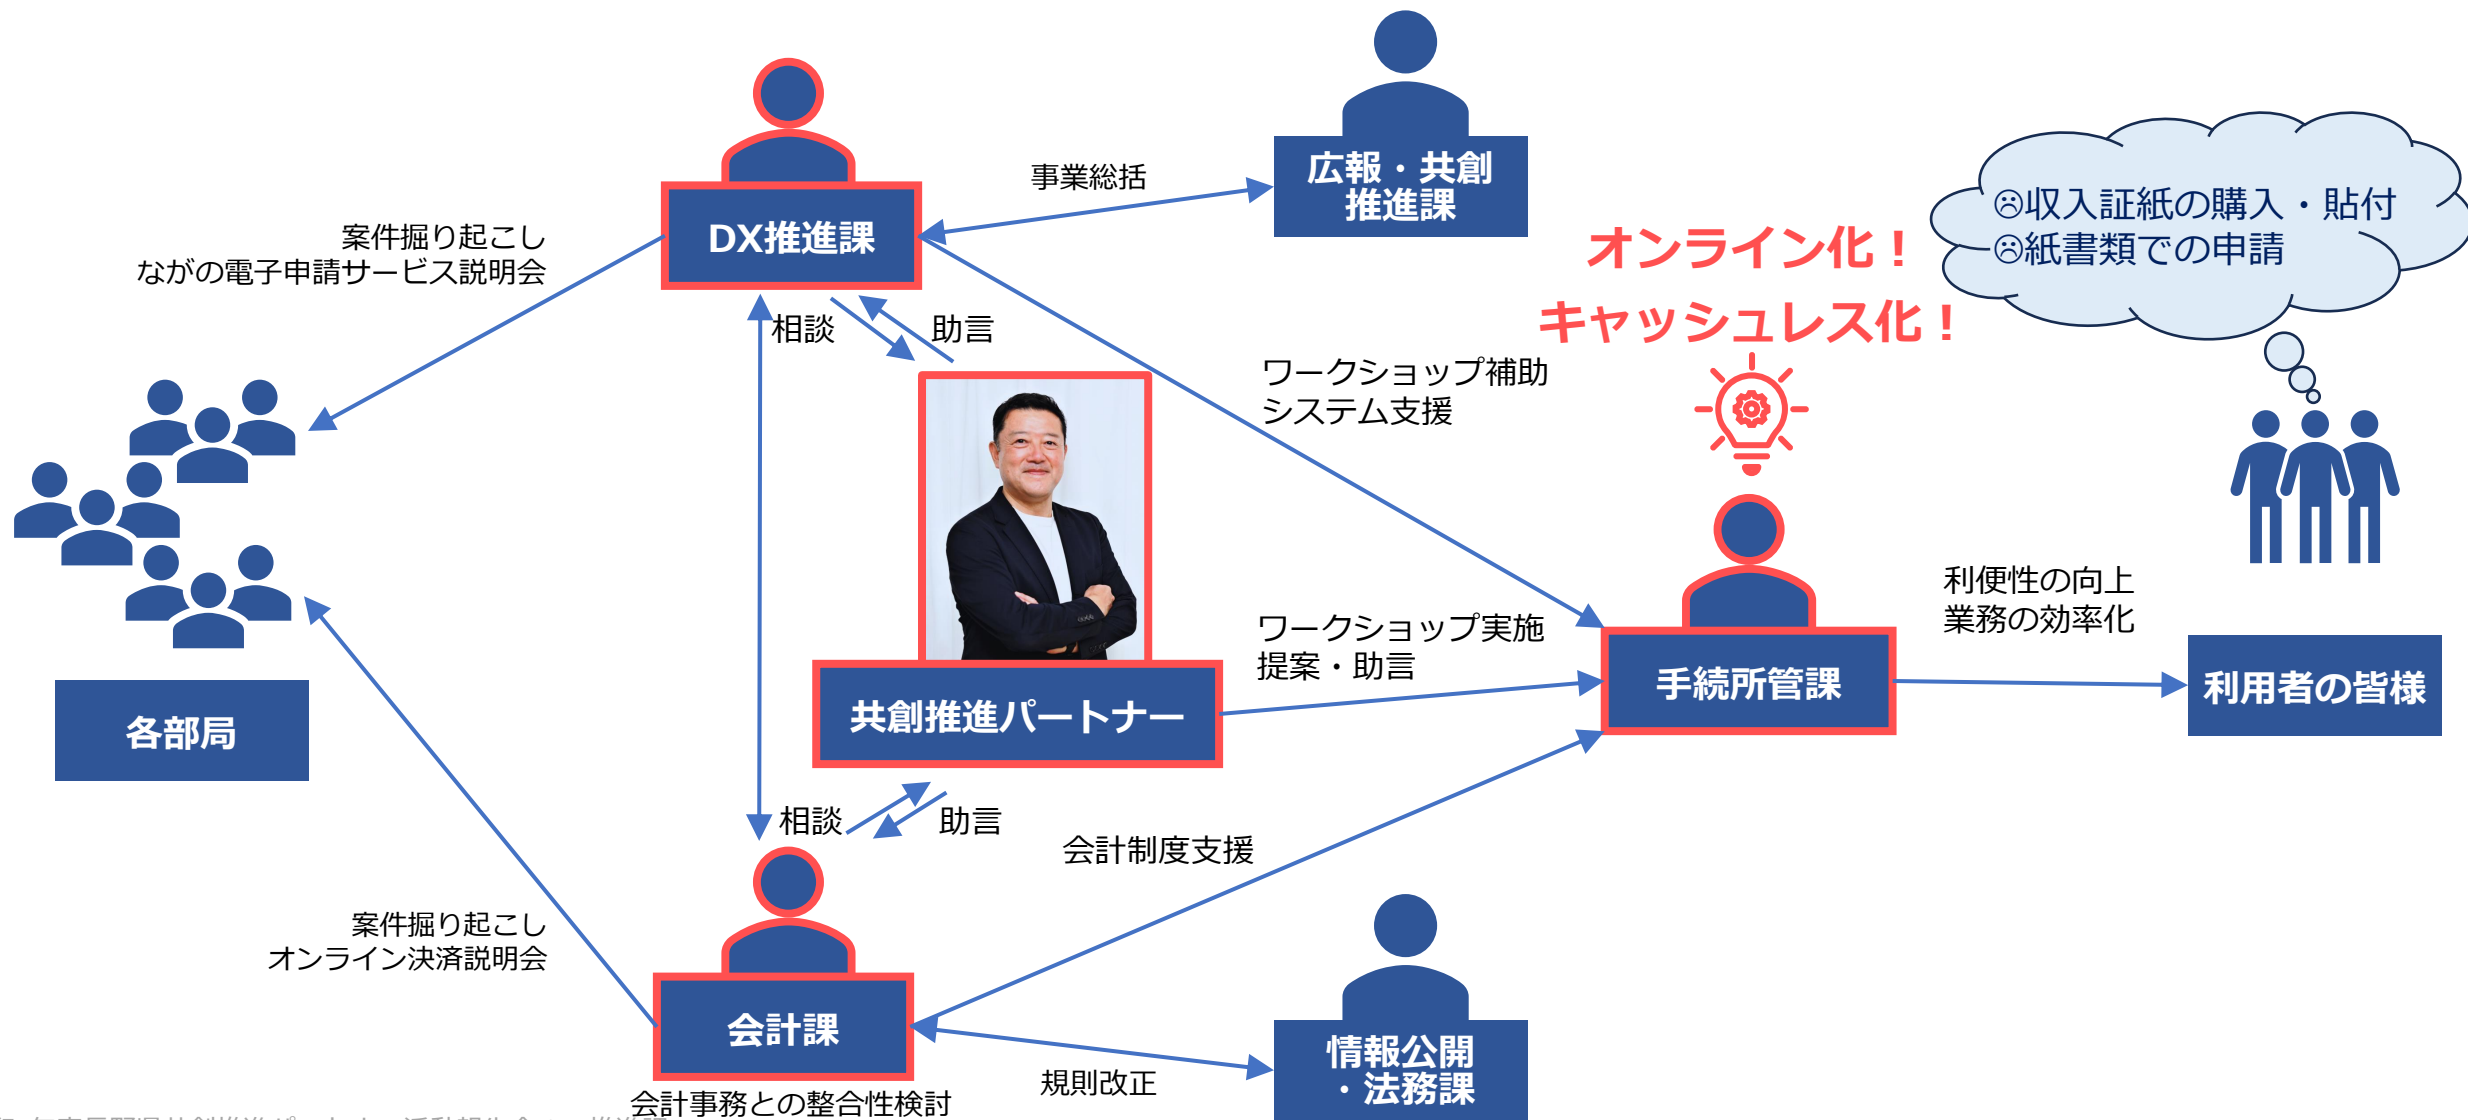 広報・共創
推進課
事業総括
DX推進課
案件掘り起こし
ながの電子申請サービス説明会
オンライン化！
キャッシュレス化！
☹収入証紙の購入・貼付
☹紙書類での申請
相談
助言
ワークショップ補助
システム支援
利便性の向上
業務の効率化
ワークショップ実施
提案・助言
手続所管課
利用者の皆様
共創推進パートナー
各部局
相談
助言
会計制度支援
案件掘り起こし
オンライン決済説明会
会計課
情報公開
・法務課
規則改正
会計事務との整合性検討